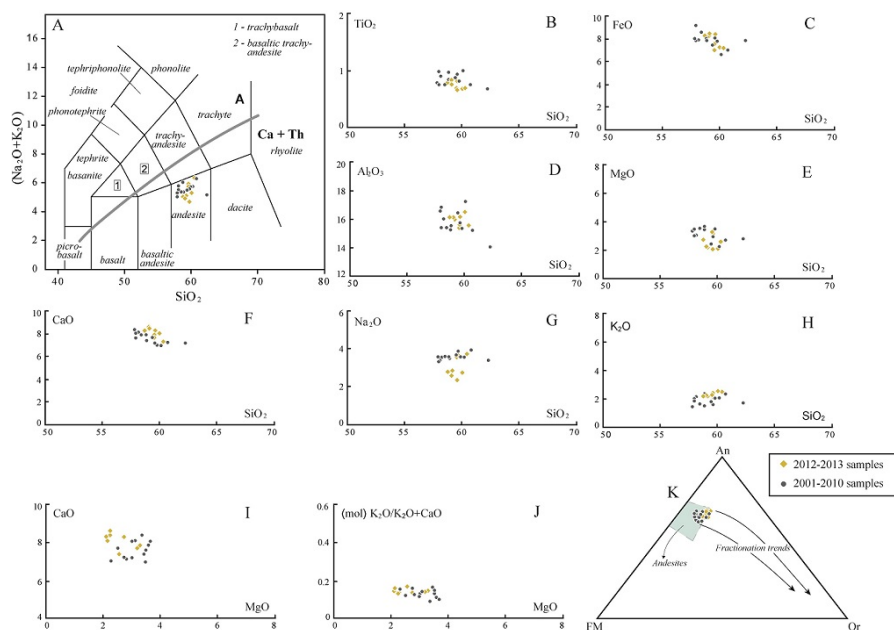 A
1 - trachybasalt
2 - basaltic trachy-
andesite
(Na₂O+K₂O)
16
14
12
10
8
6
4
2
0
tephriphonolite
phonolite
foidite
phonotephrite
trachyte
A
Ca + Th
trachy-
andesite
rhyolite
tephrite
basanite
2
1
andesite
dacite
picro-
basalt
basalt
basaltic
andesite
40
50
60
70
80
SiO₂
B
TiO₂
2
1
0
SiO₂
50
55
60
65
70
C
FeO
10
8
6
4
2
0
SiO₂
50
55
60
65
70
D
Al₂O₃
20
18
16
14
12
SiO₂
50
55
60
65
70
E
MgO
8
6
4
2
0
SiO₂
50
55
60
65
70
F
CaO
10
8
6
4
2
0
SiO₂
50
55
60
65
70
G
Na₂O
6
4
2
0
SiO₂
50
55
60
65
70
H
K₂O
6
4
2
0
SiO₂
50
55
60
65
70
I
CaO
10
8
6
4
MgO
0
2
4
6
8
J
(mol) K₂O/K₂O+CaO
0.6
0.4
0.2
0.0
MgO
0
2
4
6
8
An
K
2012-2013 samples
2001-2010 samples
Andesites
Fractionation trends
FM
Or